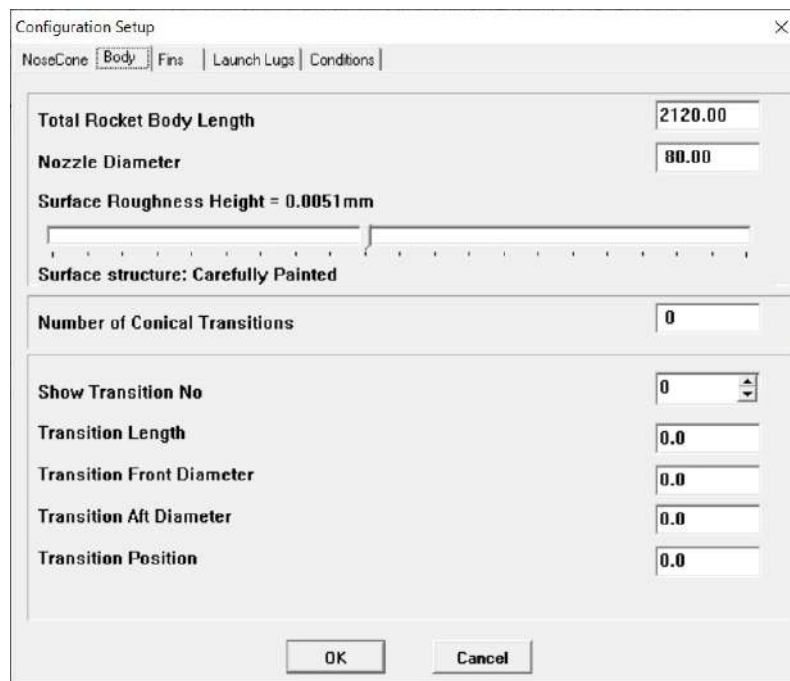 Configuration Setup
NoseCone Body Fins Launch Lugs Conditions
Total Rocket Body Length 2120.00
Nozzle Diameter 80.00
Surface Roughness Height = 0.0051mm
Surface structure: Carefully Painted
Number of Conical Transitions 0
Show Transition No 0
Transition Length 0.0
Transition Front Diameter 0.0
Transition Aft Diameter 0.0
Transition Position 0.0
OK Cancel